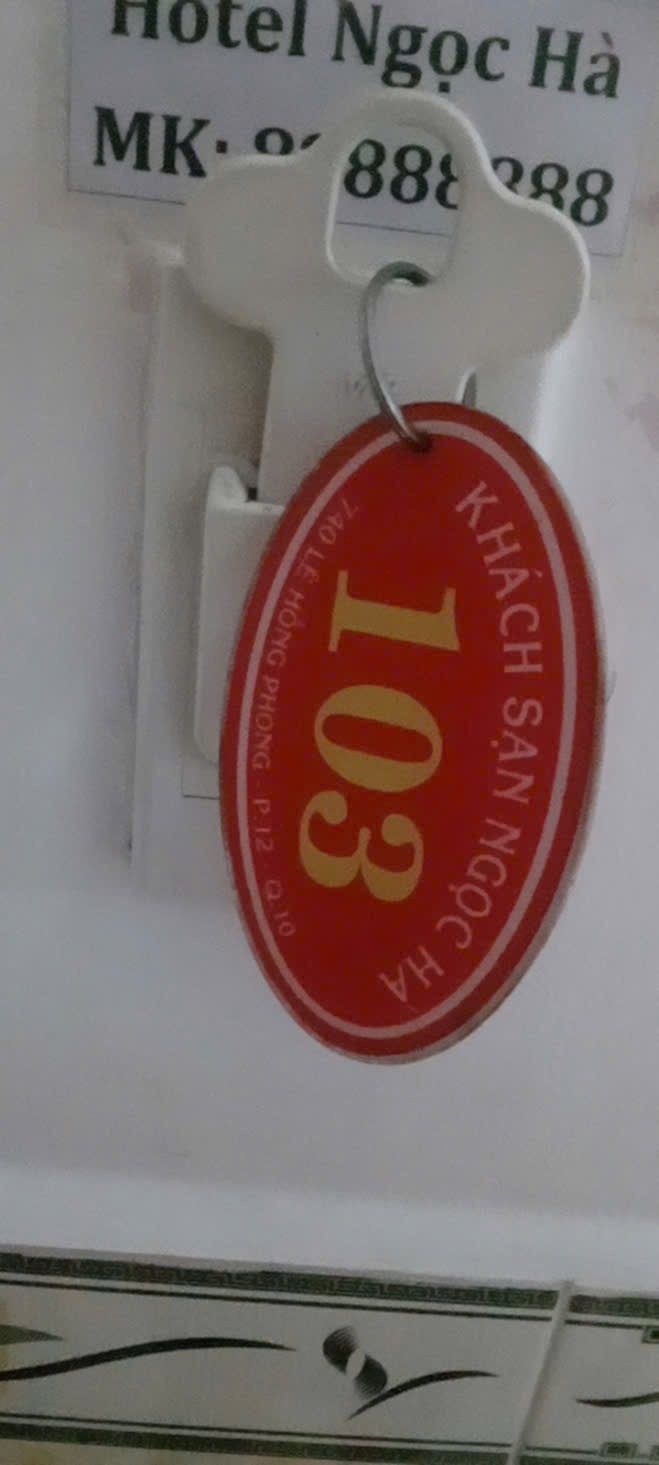 Hotel Ngọc Hà
MK:
KHÁCH SẠN NGỌC HÀ
103
740 LÊ HỒNG PHONG - P.12 - Q.10